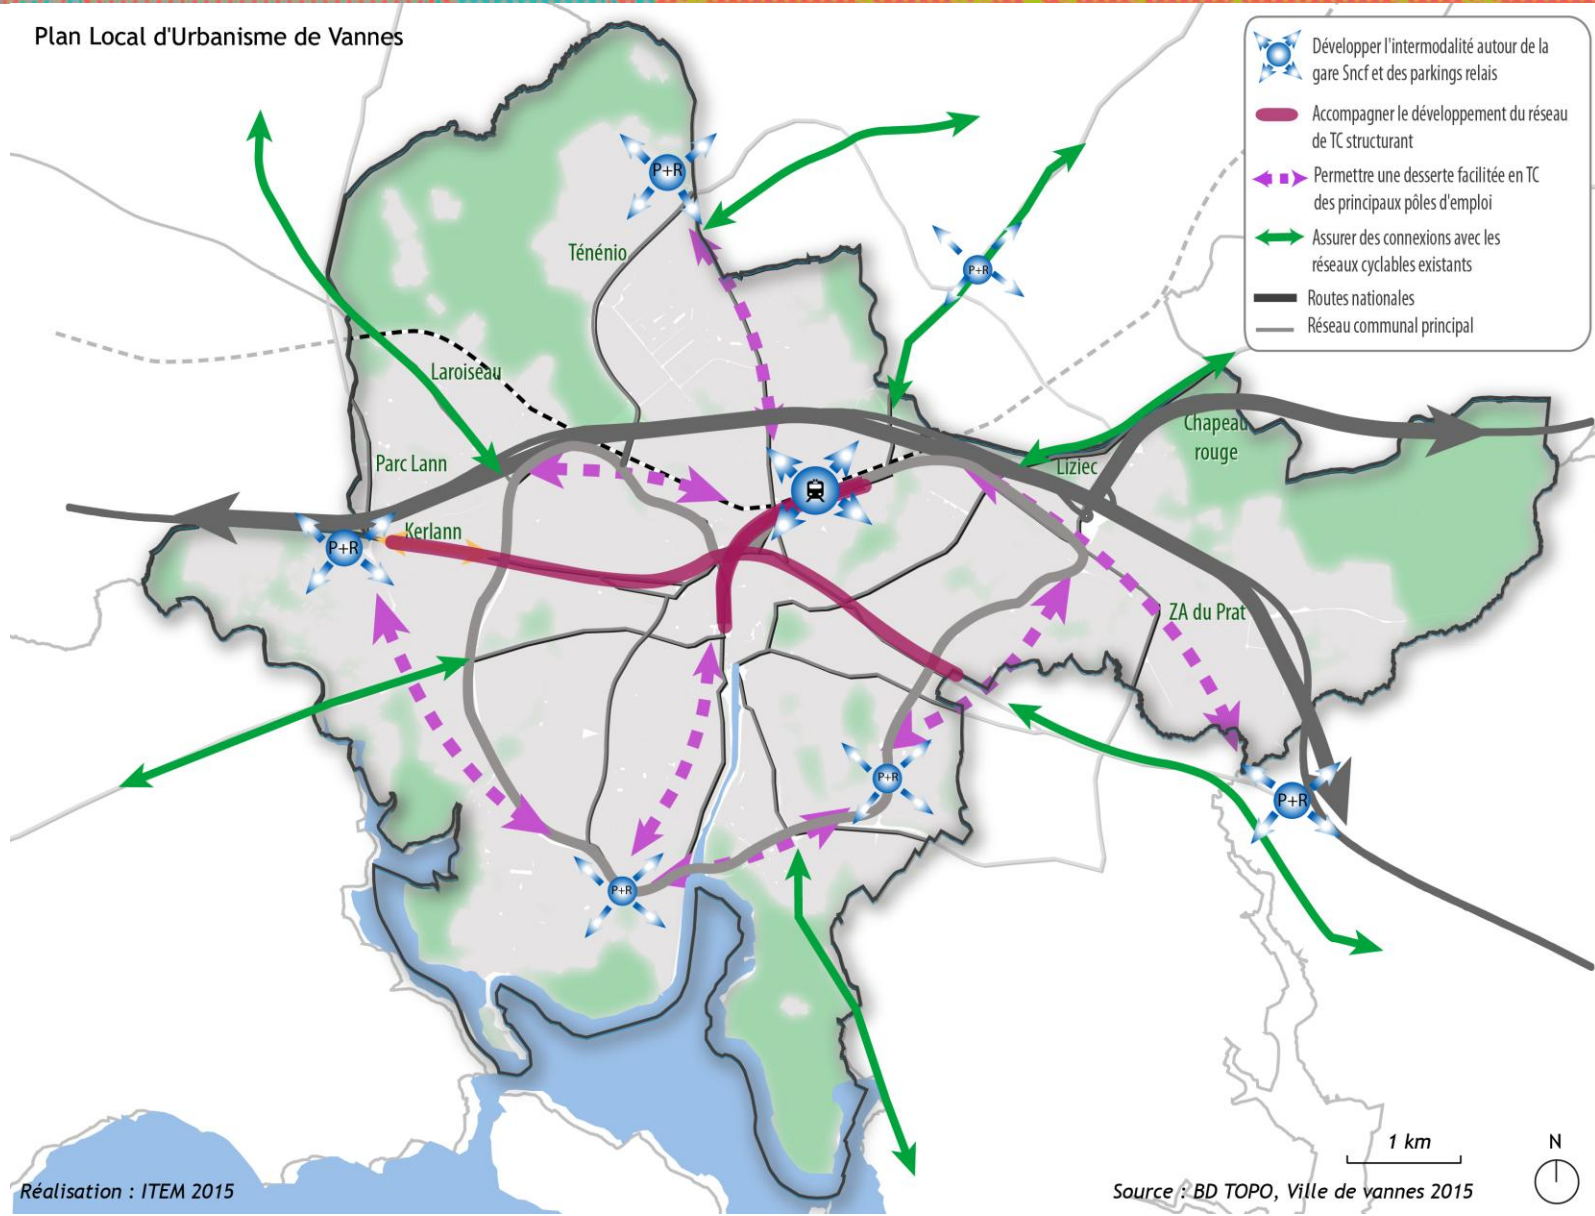 Plan Local d'Urbanisme de Vannes
Développer l'intermodalité autour de la
gare Sncf et des parkings relais
Accompagner le développement du réseau
de TC structurant
Permettre une desserte facilitée en TC
des principaux pôles d'emploi
Assurer des connexions avec les
réseaux cyclables existants
Routes nationales
Réseau communal principal
P+R
Ténénio
P+R
Laroiseau
Chapeau
rouge
Parc Lann
Liziec
Kerlann
P+R
ZA du Prat
P+R
P+R
P+R
1 km
N
Réalisation : ITEM 2015
Source : BD TOPO, Ville de vannes 2015